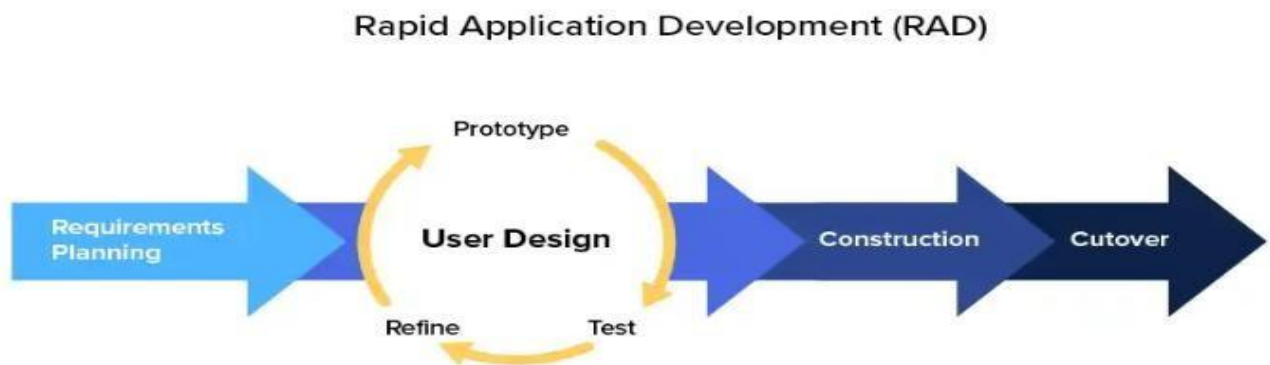 Rapid Application Development (RAD)
Prototype
Requirements
Planning
User Design
Construction
Cutover
Refine
Test